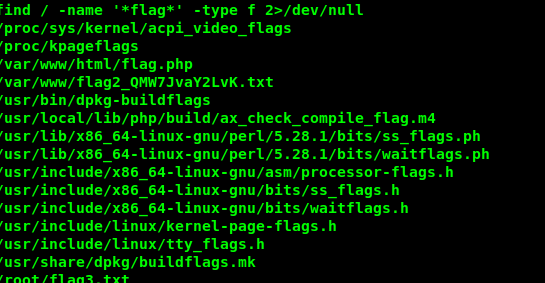 find / -name '*flag*' -type f 2>/dev/null
/proc/sys/kernel/acpi_video_flags
/proc/kpageflags
/var/www/html/flag.php
/var/www/flag2_QMW7JvaY2LvK.txt
/usr/bin/dpkg-buildflags
/usr/local/lib/php/build/ax_check_compile_flag.m4
/usr/lib/x86_64-linux-gnu/perl/5.28.1/bits/ss_flags.ph
/usr/lib/x86_64-linux-gnu/perl/5.28.1/bits/waitflags.ph
/usr/include/x86_64-linux-gnu/asm/processor-flags.h
/usr/include/x86_64-linux-gnu/bits/ss_flags.h
/usr/include/x86_64-linux-gnu/bits/waitflags.h
/usr/include/linux/kernel-page-flags.h
/usr/include/linux/tty_flags.h
/usr/share/dpkg/buildflags.mk
/root/flag3.txt